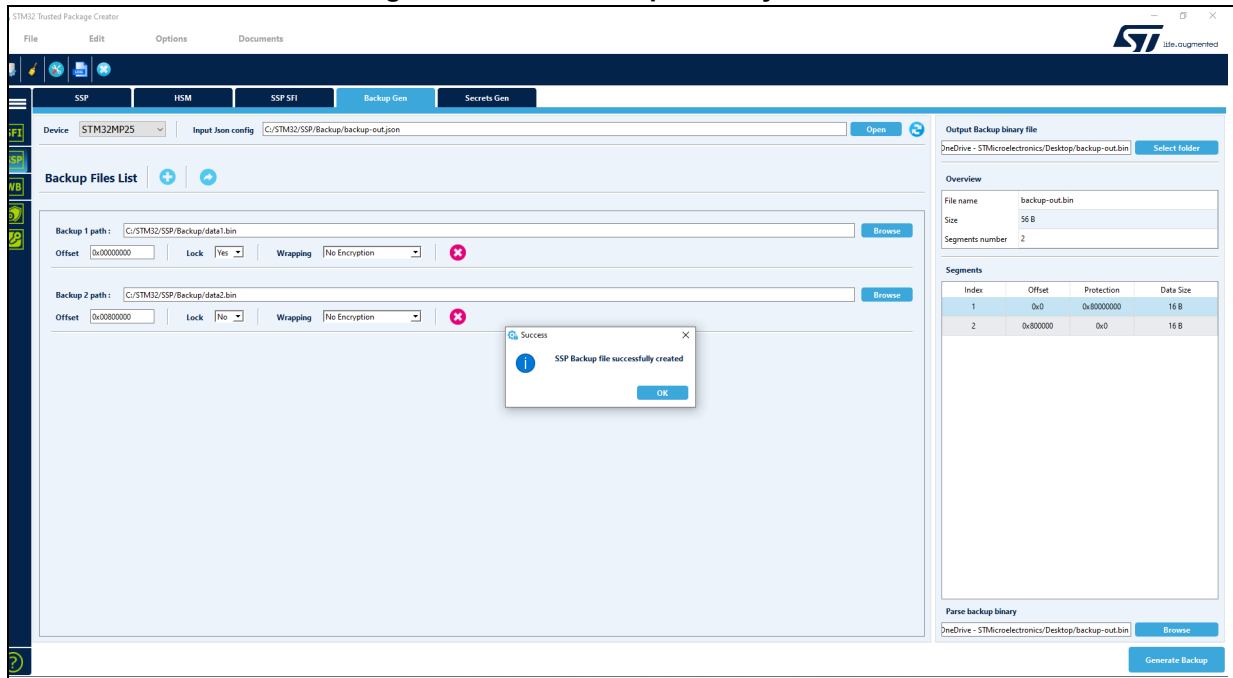 STM32 Trusted Package Creator
File Edit Options Documents
life.augmented
SSP HSM SSP SFI Backup Gen Secrets Gen
Device STM32MP25 Input Json config C:/STM32/SSP/Backup/backup-out.json Open
Backup Files List
Backup 1 path : C:/STM32/SSP/Backup/data1.bin Browse
Offset 0x00000000 Lock Yes Wrapping No Encryption
Backup 2 path : C:/STM32/SSP/Backup/data2.bin Browse
Offset 0x00800000 Lock No Wrapping No Encryption
Success
SSP Backup file successfully created
OK
Output Backup binary file
OneDrive - STMicroelectronics/Desktop/backup-out.bin Select folder
Overview
File name backup-out.bin
Size 56 B
Segments number 2
Segments
Index Offset Protection Data Size
1 0x0 0x80000000 16 B
2 0x800000 0x0 16 B
Parse backup binary
OneDrive - STMicroelectronics/Desktop/backup-out.bin Browse
Generate Backup
SFI
SSP
WB
LOG